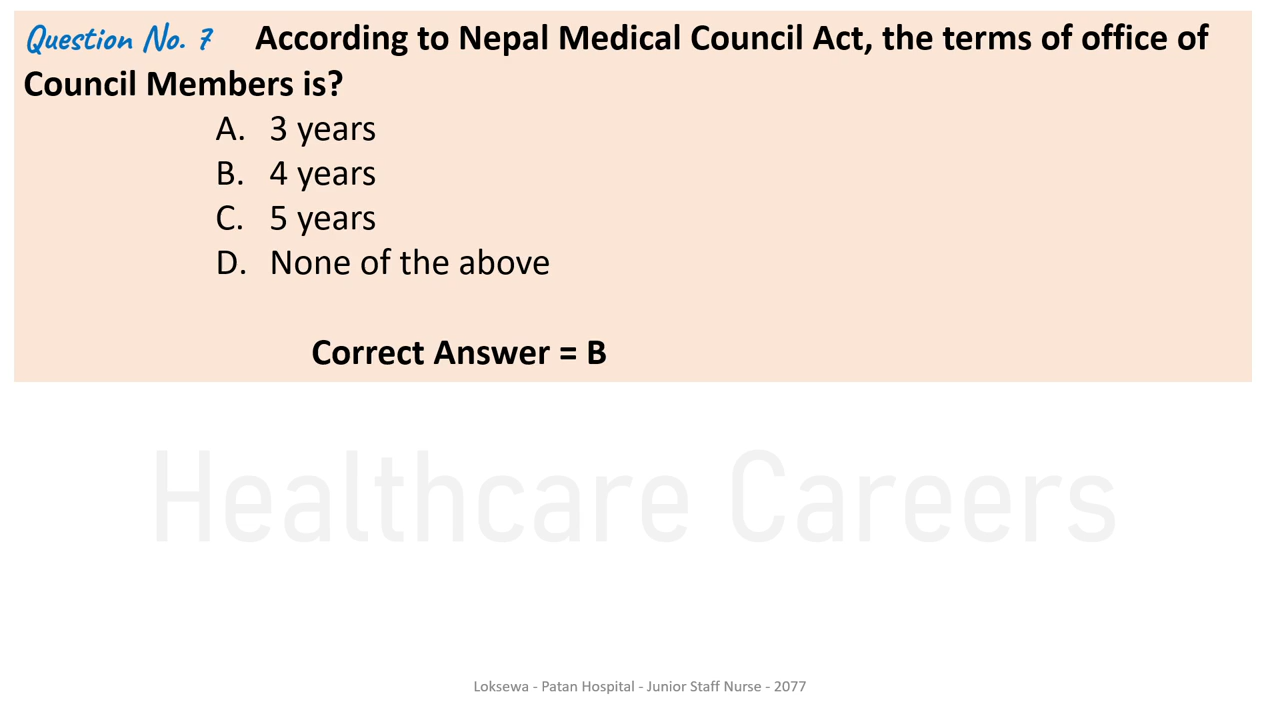 Question No. 7 According to Nepal Medical Council Act, the terms of office of
Council Members is?
A. 3 years
B. 4 years
C. 5 years
D. None of the above
Correct Answer = B
Healthcare Careers
Loksewa - Patan Hospital - Junior Staff Nurse - 2077